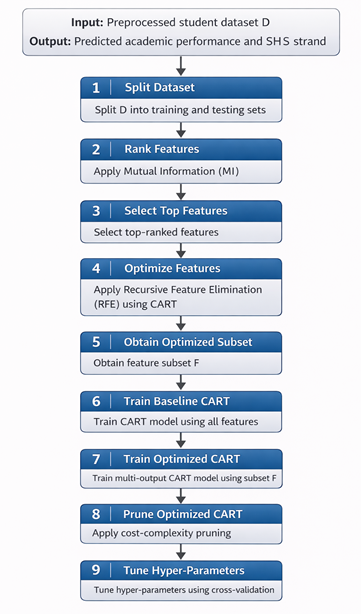 Input: Preprocessed student dataset D
Output: Predicted academic performance and SHS strand
1 Split Dataset
Split D into training and testing sets
2 Rank Features
Apply Mutual Information (MI)
3 Select Top Features
Select top-ranked features
4 Optimize Features
Apply Recursive Feature Elimination
(RFE) using CART
5 Obtain Optimized Subset
Obtain feature subset F
6 Train Baseline CART
Train CART model using all features
7 Train Optimized CART
Train multi-output CART model using subset F
8 Prune Optimized CART
Apply cost-complexity pruning
9 Tune Hyper-Parameters
Tune hyper-parameters using cross-validation